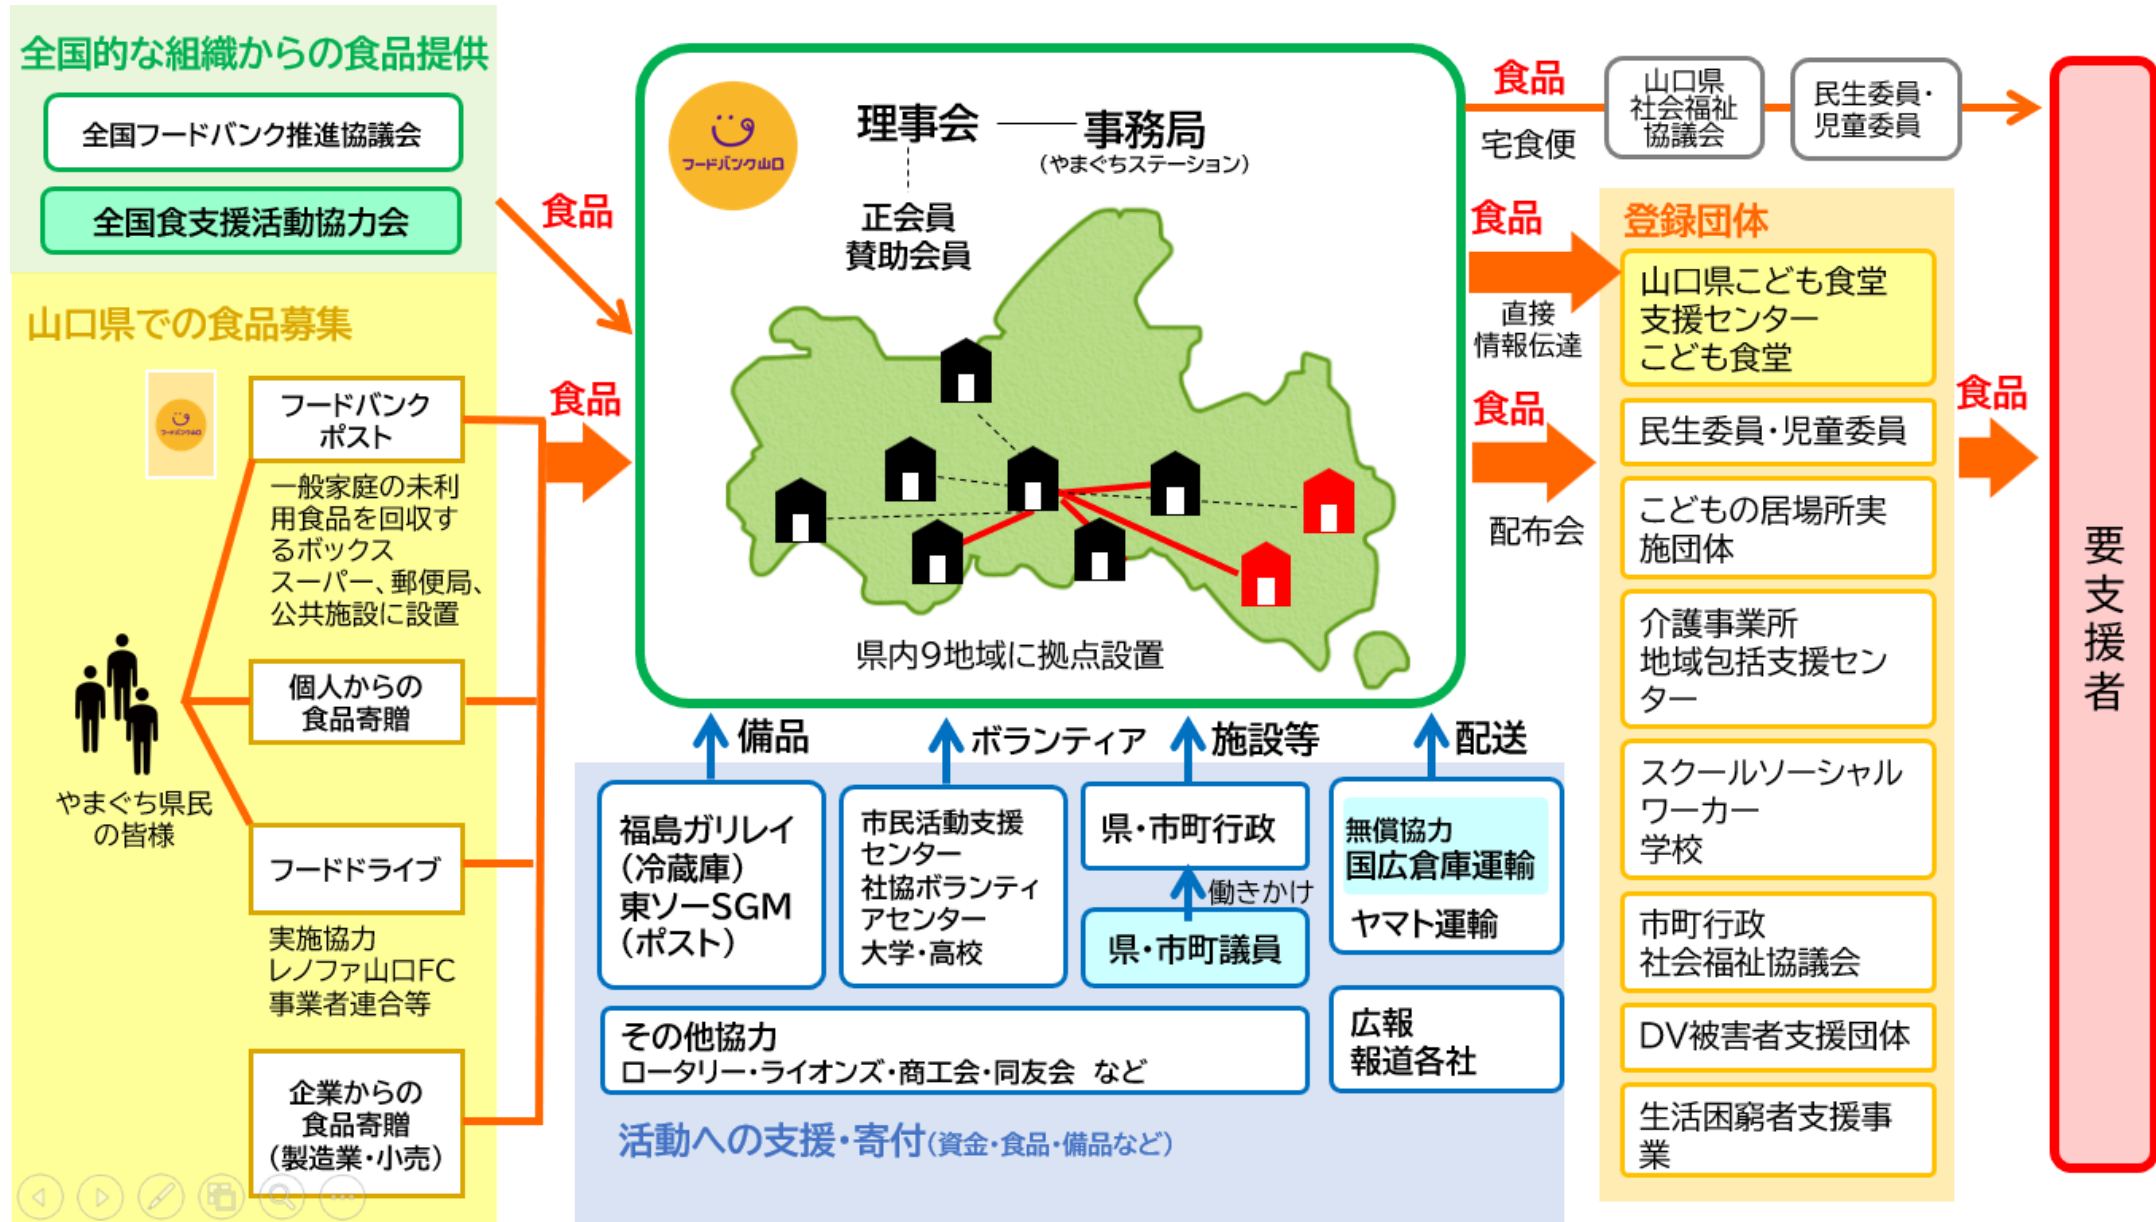 全国的な組織からの食品提供
全国フードバンク推進協議会
全国食支援活動協力会
食品
山口県での食品募集
フードバンク山口
フードバンク
ポスト
一般家庭の未利
用食品を回収す
るボックス
スーパー、郵便局、
公共施設に設置
個人からの
食品寄贈
やまぐち県民
の皆様
フードドライブ
実施協力
レノファ山口FC
事業者連合等
企業からの
食品寄贈
（製造業・小売）
食品
フードバンク山口
理事会
事務局
（やまぐちステーション）
正会員
賛助会員
県内9地域に拠点設置
備品
ボランティア
施設等
配送
福島ガリレイ
（冷蔵庫）
東ソーSGM
（ポスト）
市民活動支援
センター
社協ボランティ
アセンター
大学・高校
県・市町行政
働きかけ
県・市町議員
無償協力
国広倉庫運輸
ヤマト運輸
その他協力
ロータリー・ライオンズ・商工会・同友会 など
広報
報道各社
活動への支援・寄付（資金・食品・備品など）
食品
宅食便
山口県
社会福祉
協議会
民生委員・
児童委員
食品
直接
情報伝達
食品
配布会
登録団体
山口県こども食堂
支援センター
こども食堂
民生委員・児童委員
こどもの居場所実
施団体
介護事業所
地域包括支援セン
ター
スクールソーシャル
ワーカー
学校
市町行政
社会福祉協議会
DV被害者支援団体
生活困窮者支援事
業
食品
要支援者